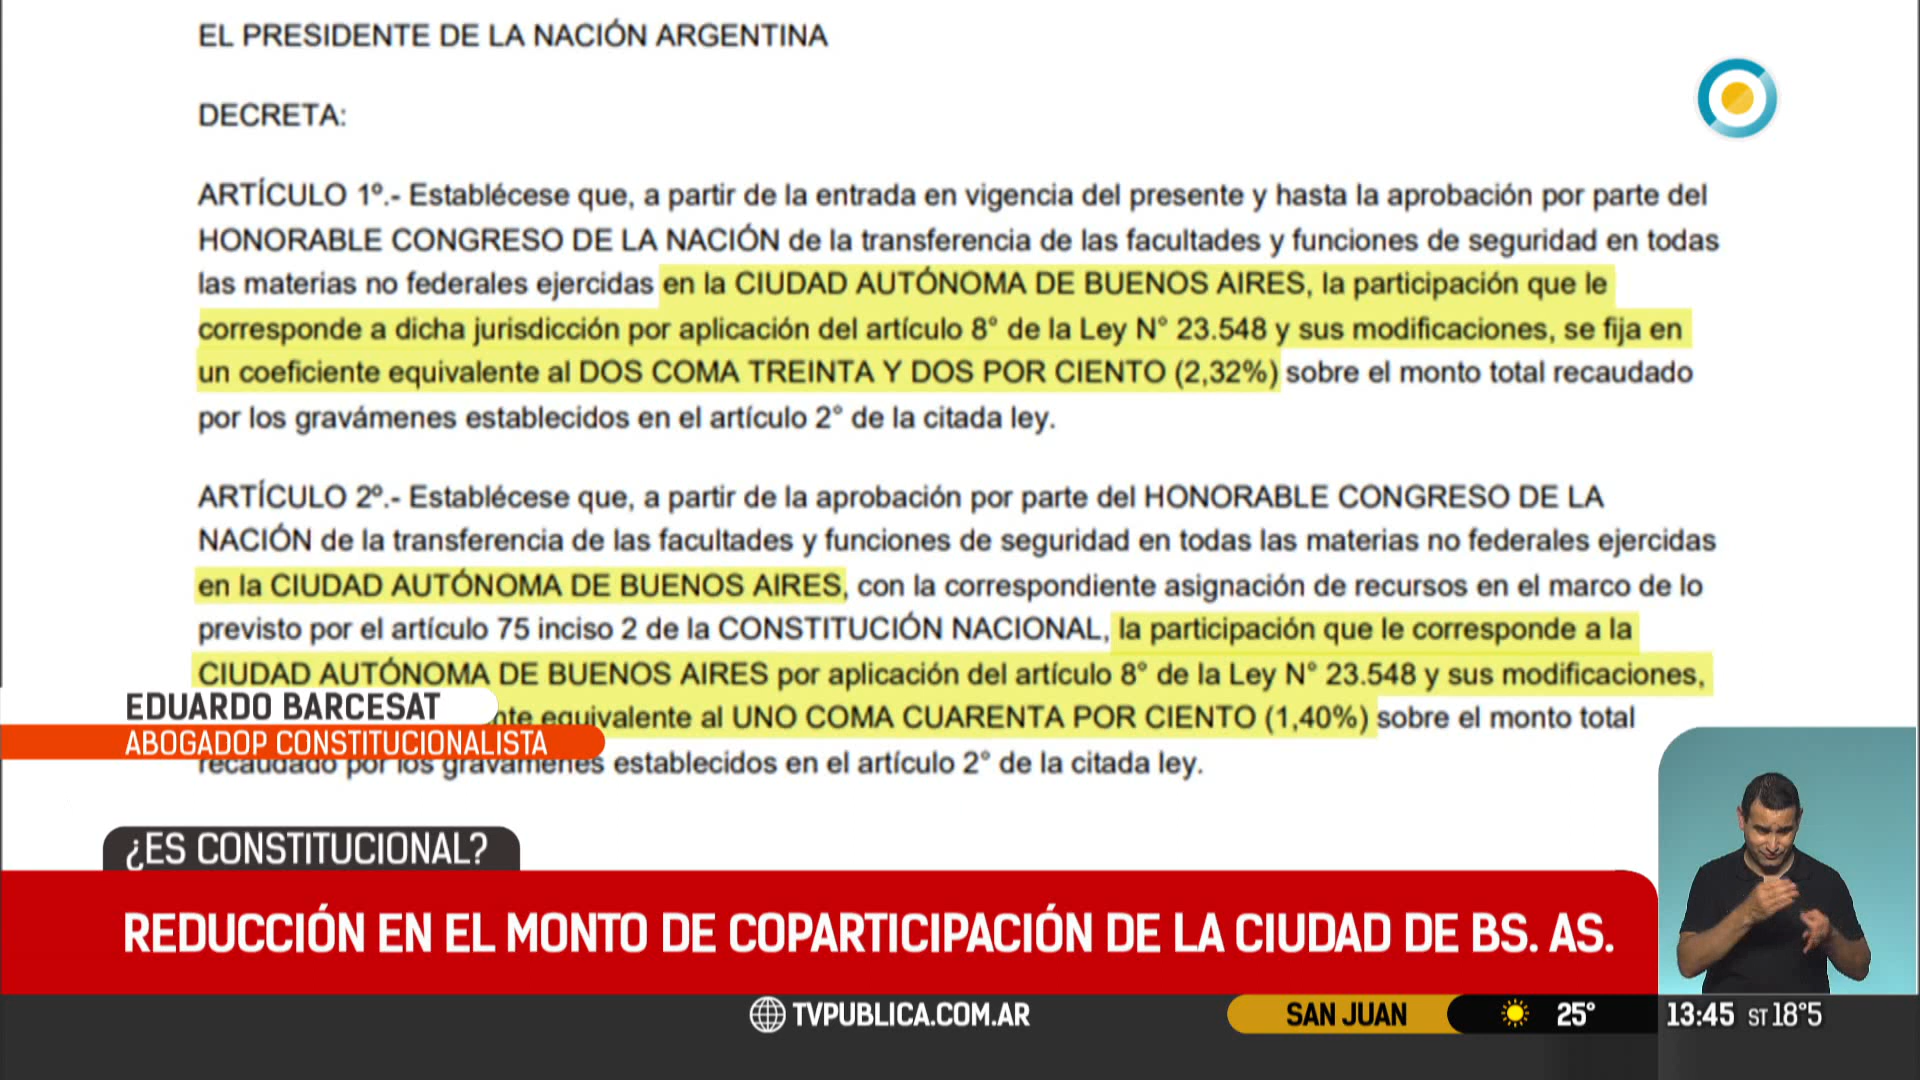 EL PRESIDENTE DE LA NACIÓN ARGENTINA
DECRETA:
ARTÍCULO 1º.- Establécese que, a partir de la entrada en vigencia del presente y hasta la aprobación por parte del
HONORABLE CONGRESO DE LA NACIÓN de la transferencia de las facultades y funciones de seguridad en todas
las materias no federales ejercidas en la CIUDAD AUTÓNOMA DE BUENOS AIRES, la participación que le
corresponde a dicha jurisdicción por aplicación del artículo 8° de la Ley N° 23.548 y sus modificaciones, se fija en
un coeficiente equivalente al DOS COMA TREINTA Y DOS POR CIENTO (2,32%) sobre el monto total recaudado
por los gravámenes establecidos en el artículo 2° de la citada ley.
ARTÍCULO 2º.- Establécese que, a partir de la aprobación por parte del HONORABLE CONGRESO DE LA
NACIÓN de la transferencia de las facultades y funciones de seguridad en todas las materias no federales ejercidas
en la CIUDAD AUTÓNOMA DE BUENOS AIRES, con la correspondiente asignación de recursos en el marco de lo
previsto por el artículo 75 inciso 2 de la CONSTITUCIÓN NACIONAL, la participación que le corresponde a la
CIUDAD AUTÓNOMA DE BUENOS AIRES por aplicación del artículo 8° de la Ley N° 23.548 y sus modificaciones,
nte equivalente al UNO COMA CUARENTA POR CIENTO (1,40%) sobre el monto total
recaudado por los gravámenes establecidos en el artículo 2° de la citada ley.
EDUARDO BARCESAT
ABOGADOP CONSTITUCIONALISTA
¿ES CONSTITUCIONAL?
REDUCCIÓN EN EL MONTO DE COPARTICIPACIÓN DE LA CIUDAD DE BS. AS.
TVPUBLICA.COM.AR
SAN JUAN 25° 13:45 ST 18°5